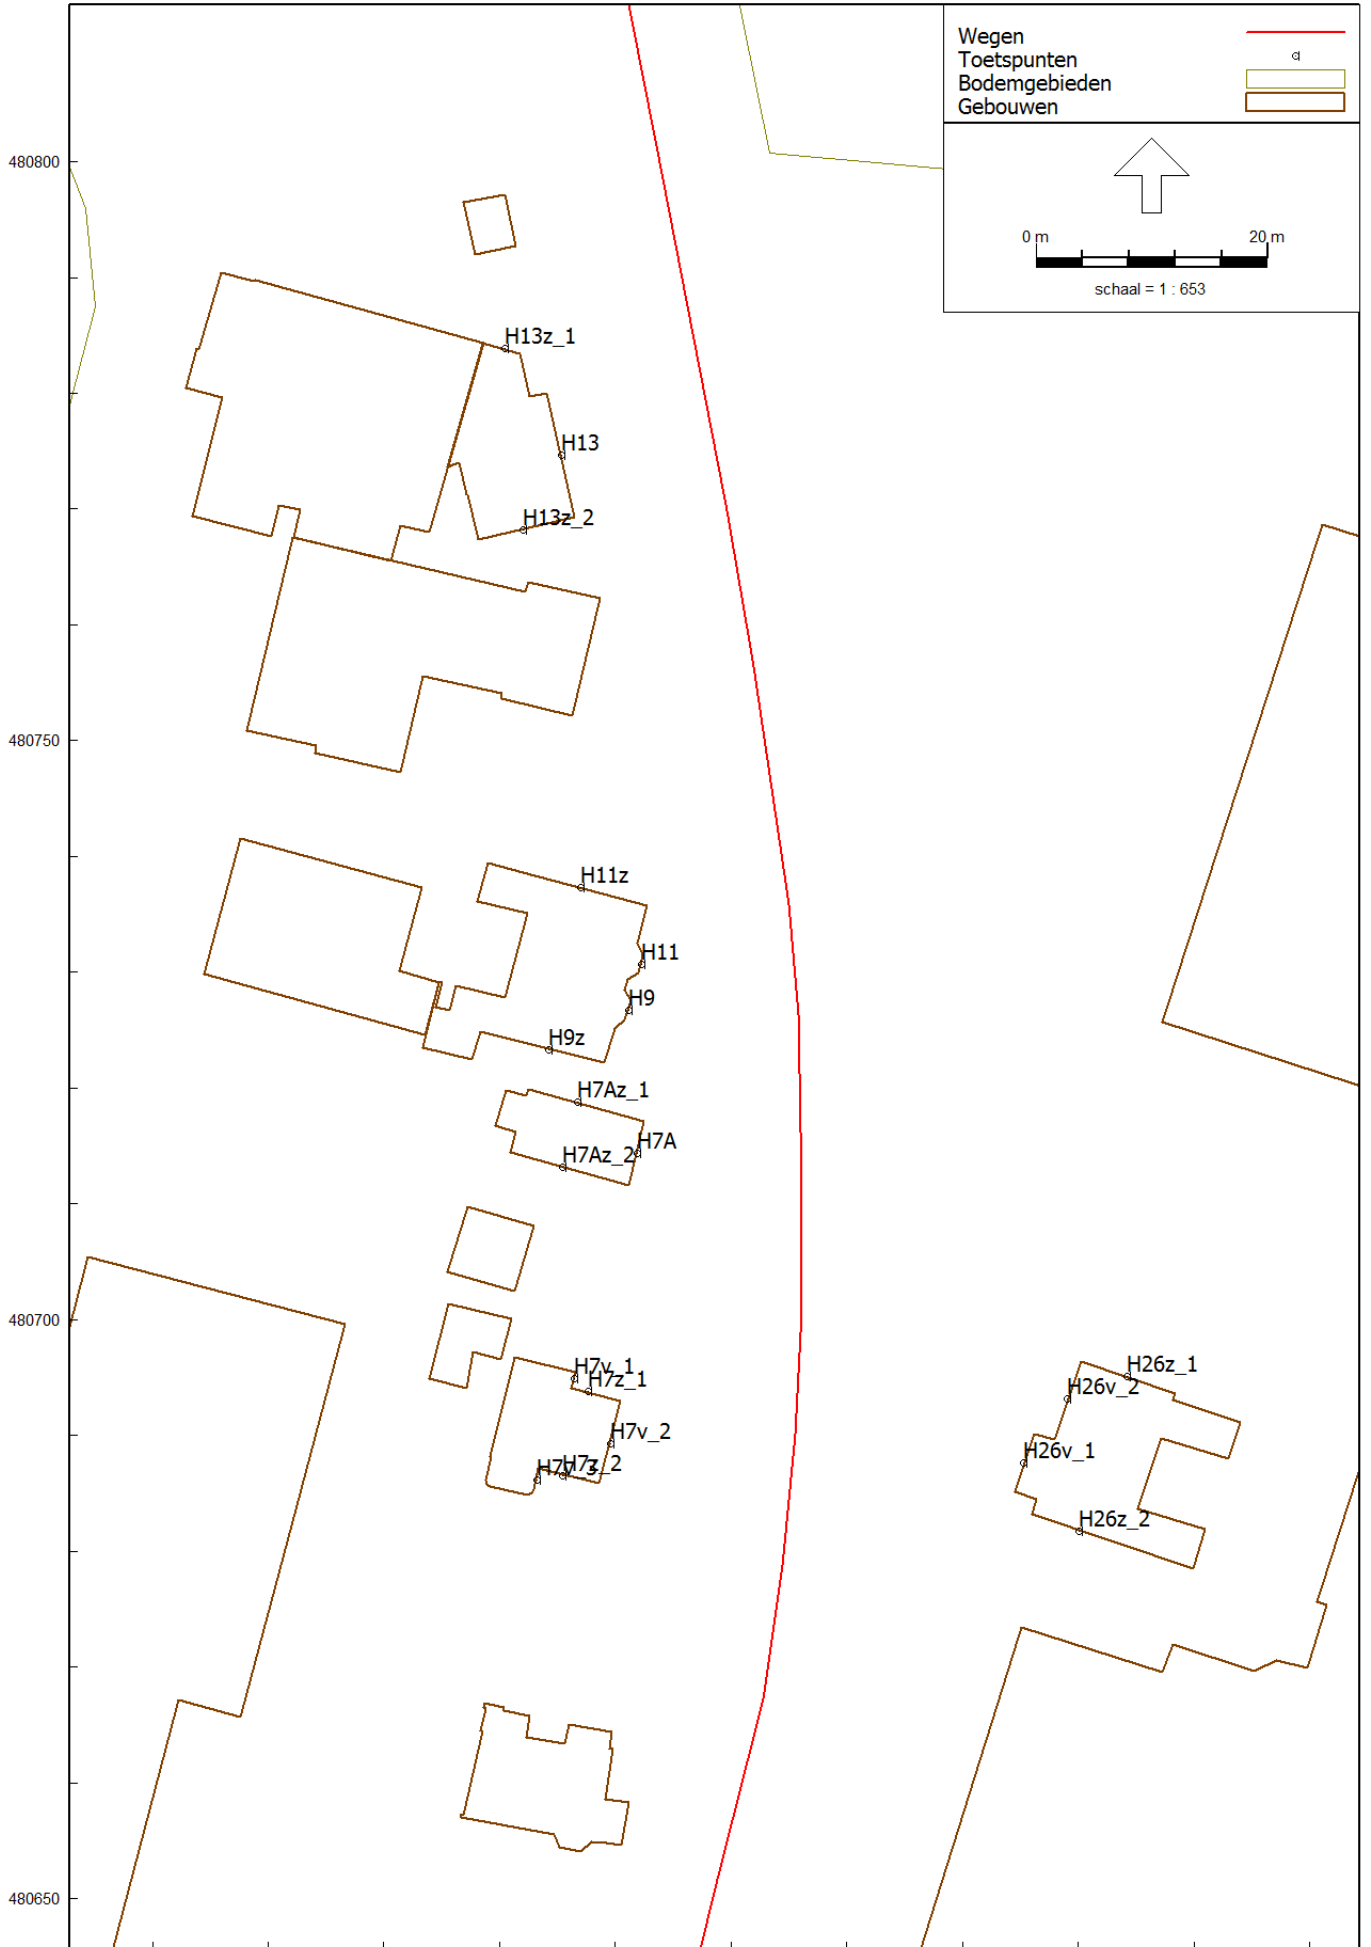 Wegen
Toetspunten
Bodemgebieden
Gebouwen
0 m 20 m
schaal = 1 : 653
480800
H13z_1
H13
H13z_2
480750
H11z
H11
H9
H9z
H7Az_1
H7A
H7Az_2
480700
H7v_1
H7z_1
H26z_1
H26v_2
H7v_2
H26v_1
H7z_2
H7v_3
H26z_2
480650